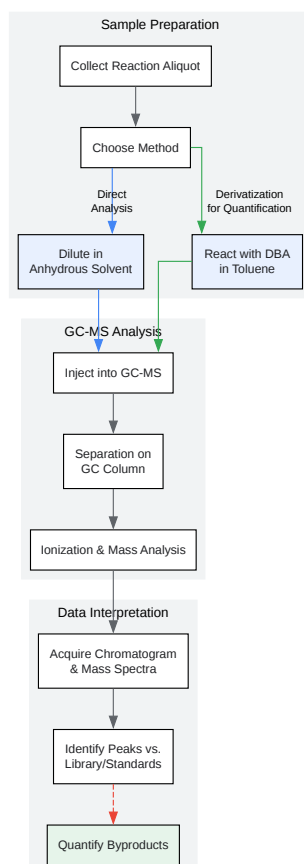 Sample Preparation
Collect Reaction Aliquot
Choose Method
Direct
Analysis
Derivatization
for Quantification
Dilute in
Anhydrous Solvent
React with DBA
in Toluene
GC-MS Analysis
Inject into GC-MS
Separation on
GC Column
Ionization & Mass Analysis
Data Interpretation
Acquire Chromatogram
& Mass Spectra
Identify Peaks vs.
Library/Standards
Quantify Byproducts